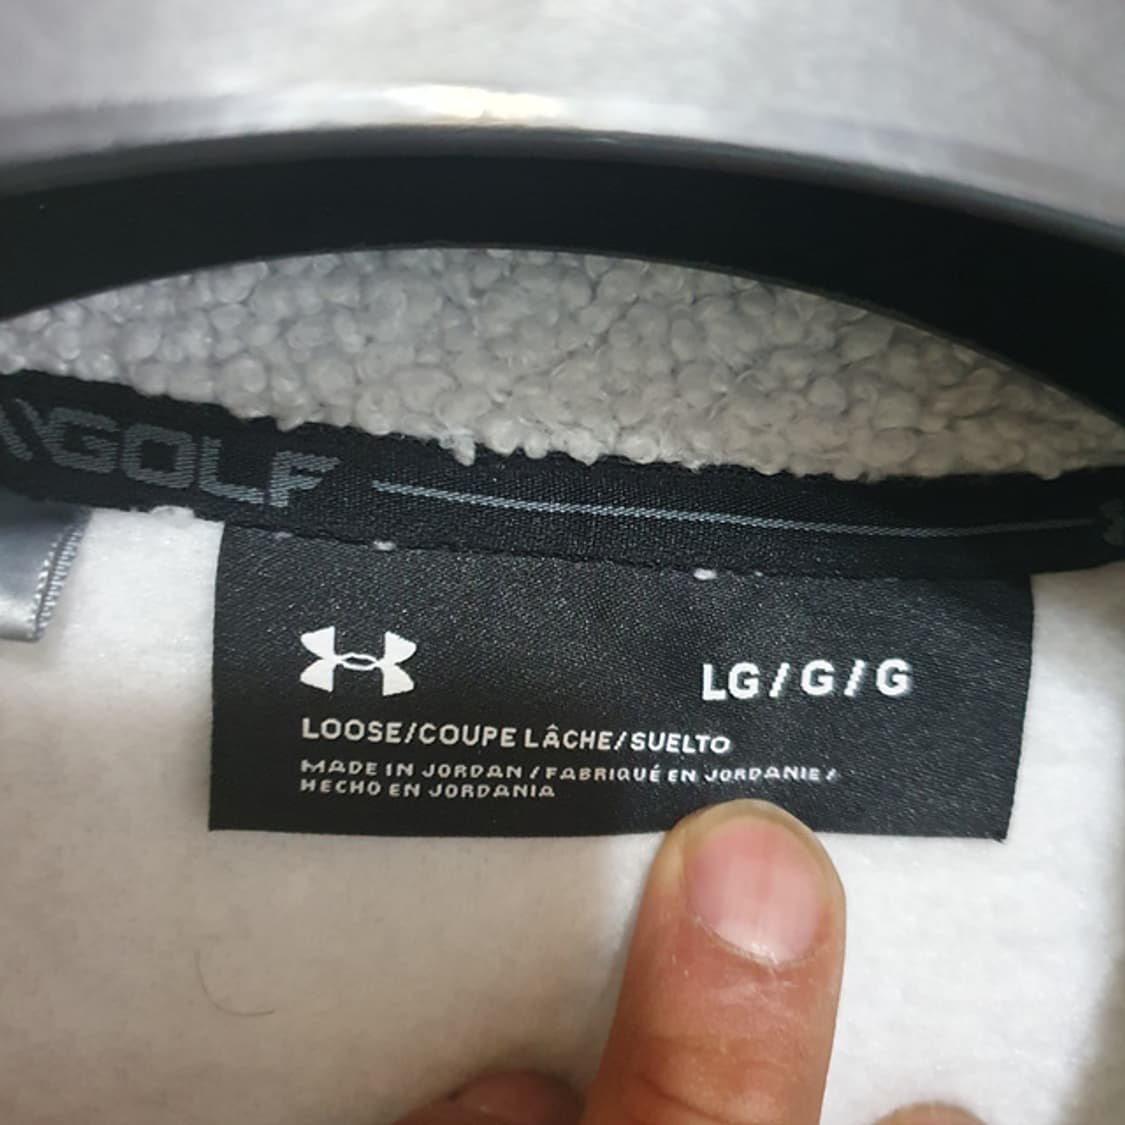 GOLF
LG/G/G
LOOSE/COUPE LÂCHE/SUELTO
MADE IN JORDAN / FABRIQUÉ EN JORDANIE /
HECHO EN JORDANIA